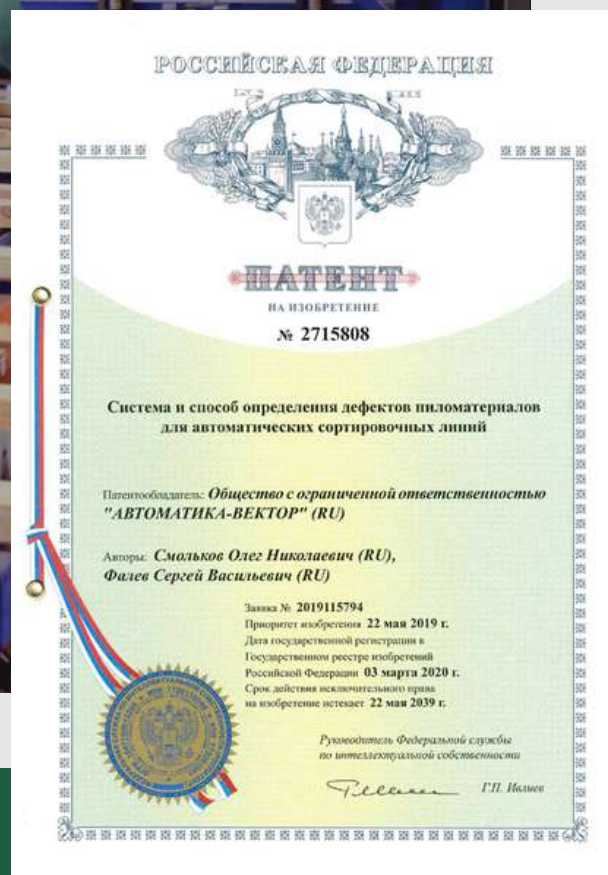 РОССИЙСКАЯ ФЕДЕРАЦИЯ
ПАТЕНТ
НА ИЗОБРЕТЕНИЕ
№ 2715808
Система и способ определения дефектов пиломатериалов
для автоматических сортировочных линий
Патентообладатель: Общество с ограниченной ответственностью
"АВТОМАТИКА-ВЕКТОР" (RU)
Авторы: Смольков Олег Николаевич (RU),
Фалев Сергей Васильевич (RU)
Заявка № 2019115794
Приоритет изобретения 22 мая 2019 г.
Дата государственной регистрации в
Государственном реестре изобретений
Российской Федерации 03 марта 2020 г.
Срок действия исключительного права
на изобретение истекает 22 мая 2039 г.
Руководитель Федеральной службы
по интеллектуальной собственности
Г.П. Ивлиев